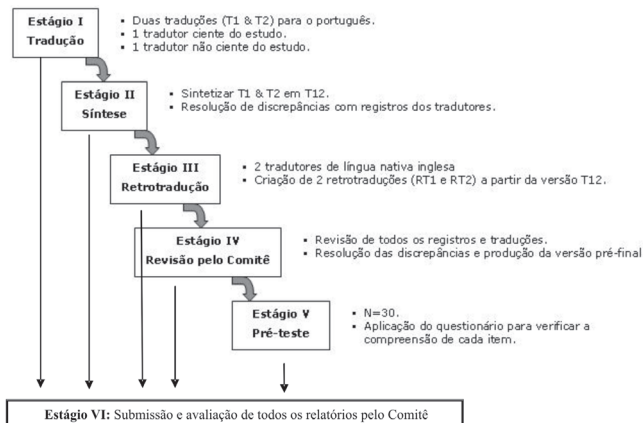 Estágio I
Tradução
▪ Duas traduções (T1 & T2) para o português.
▪ 1 tradutor ciente do estudo.
▪ 1 tradutor não ciente do estudo.
Estágio II
Síntese
▪ Sintetizar T1 & T2 em T12.
▪ Resolução de discrepâncias com registros dos tradutores.
Estágio III
Retrotradução
▪ 2 tradutores de língua nativa inglesa
▪ Criação de 2 retrotraduções (RT1 e RT2) a partir da versão T12.
Estágio IV
Revisão pelo Comitê
▪ Revisão de todos os registros e traduções.
▪ Resolução das discrepâncias e produção da versão pré-final
Estágio V
Pré-teste
▪ N=30.
▪ Aplicação do questionário para verificar a
compreensão de cada item.
Estágio VI: Submissão e avaliação de todos os relatórios pelo Comitê